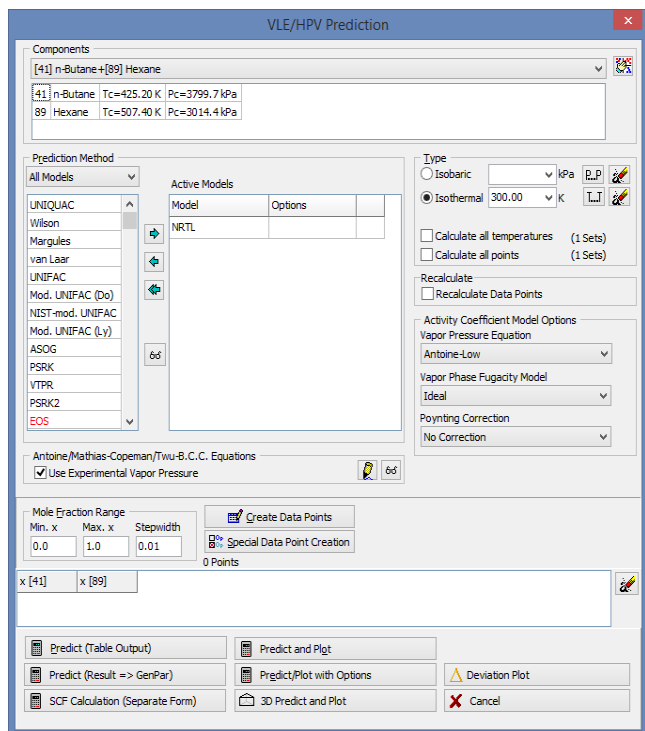 VLE/HPV Prediction
Components
[41] n-Butane+[89] Hexane
41 n-Butane Tc=425.20 K Pc=3799.7 kPa
89 Hexane Tc=507.40 K Pc=3014.4 kPa
Prediction Method
All Models
UNIQUAC
Wilson
Margules
van Laar
UNIFAC
Mod. UNIFAC (Do)
NIST-mod. UNIFAC
Mod. UNIFAC (Ly)
ASOG
PSRK
VTPR
PSRK2
EOS
Active Models
Model Options
NRTL
Type
Isobaric kPa P...P
Isothermal 300.00 K T...T
Calculate all temperatures (1 Sets)
Calculate all points (1 Sets)
Recalculate
Recalculate Data Points
Activity Coefficient Model Options
Vapor Pressure Equation
Antoine-Low
Vapor Phase Fugacity Model
Ideal
Poynting Correction
No Correction
Antoine/Mathias-Copeman/Twu-B.C.C. Equations
Use Experimental Vapor Pressure
Mole Fraction Range
Min. x Max. x Stepwidth
0.0 1.0 0.01
Create Data Points
Special Data Point Creation
0 Points
x [41] x [89]
Predict (Table Output)
Predict and Plot
Predict (Result => GenPar)
Predict/Plot with Options
Deviation Plot
SCF Calculation (Separate Form)
3D Predict and Plot
Cancel